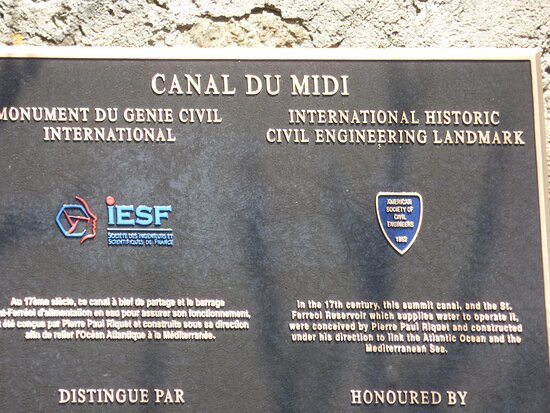 CANAL DU MIDI
MONUMENT DU GENIE CIVIL
INTERNATIONAL
iESF
SOCIÉTÉ DES INGÉNIEURS ET
SCIENTIFIQUES DE FRANCE
Au 17ème siècle, ce canal à bief de partage et le barrage
d'alimentation en eau pour assurer son fonctionnement,
été conçus par Pierre Paul Riquet et construits sous sa direction
afin de relier l'Océan Atlantique à la Méditerranée.
DISTINGUE PAR
INTERNATIONAL HISTORIC
CIVIL ENGINEERING LANDMARK
AMERICAN
SOCIETY OF
CIVIL
ENGINEERS
1852
In the 17th century, this summit canal, and the St.
Ferreol Reservoir which supplies water to operate it,
were conceived by Pierre Paul Riquet and constructed
under his direction to link the Atlantic Ocean and the
Mediterranean Sea.
HONOURED BY